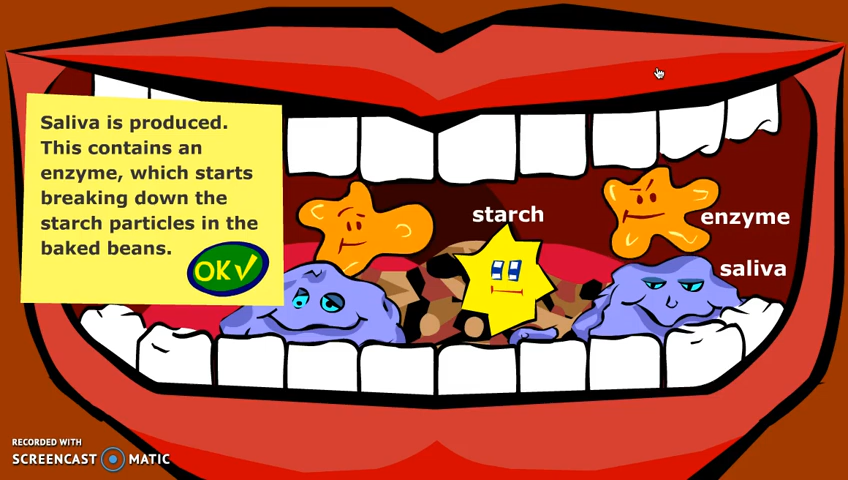 Saliva is produced.
This contains an
enzyme, which starts
breaking down the
starch particles in the
baked beans.
OK✓
starch
enzyme
saliva
RECORDED WITH
SCREENCAST MATIC